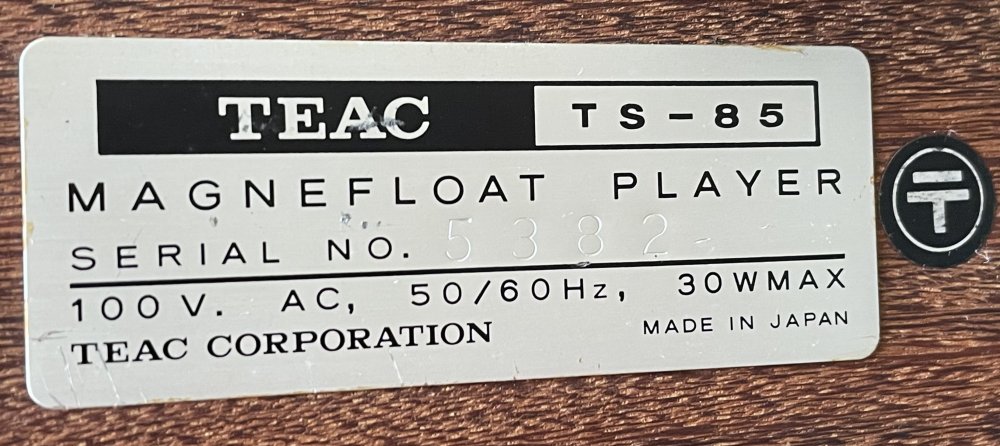 TEAC TS-85
MAGNEFLOAT PLAYER
SERIAL NO. 5382
100V. AC, 50/60Hz, 30WMAX
TEAC CORPORATION MADE IN JAPAN
〒